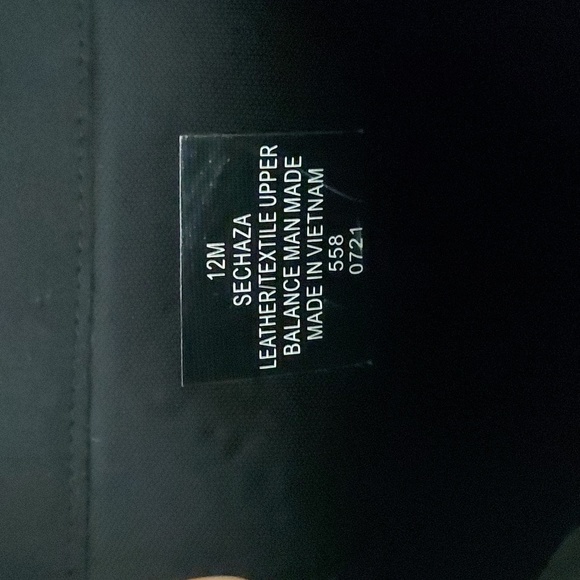 12M
SECHAZA
LEATHER/TEXTILE UPPER
BALANCE MAN MADE
MADE IN VIETNAM
558
0721